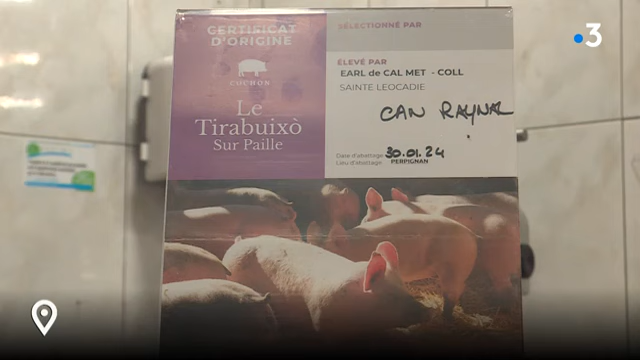 CERTIFICAT
D'ORIGINE
COCHON
Le
Tirabuixò
Sur Paille
SÉLECTIONNÉ PAR
ÉLEVÉ PAR
EARL de CAL MET - COLL
SAINTE LEOCADIE
CAN RAYNAL
Date d'abattage 30.01.24
Lieu d'abattage PERPIGNAN
3